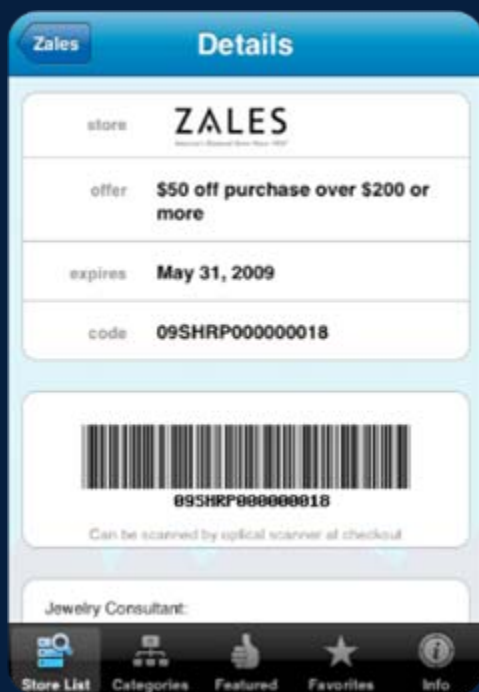 Zales
Details
store
ZALES
offer
$50 off purchase over $200 or
more
expires
May 31, 2009
code
09SHRP000000018
09SHRP000000018
Can be scanned by optical scanner at checkout
Jewelry Consultant:
Store List
Categories
Featured
Favorites
Info